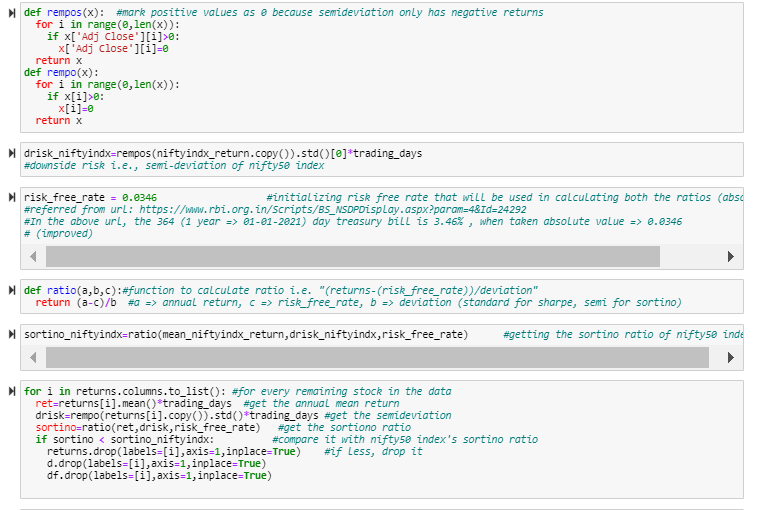 def rempos(x):  #mark positive values as 0 because semideviation only has negative returns
  for i in range(0,len(x)):
    if x['Adj Close'][i]>0:
      x['Adj Close'][i]=0
  return x
def rempo(x):
  for i in range(0,len(x)):
    if x[i]>0:
      x[i]=0
  return x
drisk_niftyindx=rempos(niftyindx_return.copy()).std()[0]*trading_days
#downside risk i.e., semi-deviation of nifty50 index
risk_free_rate = 0.0346                #initializing risk free rate that will be used in calculating both the ratios (abso
#referred from url: https://www.rbi.org.in/Scripts/BS_NSDPDisplay.aspx?param=4&Id=24292
#In the above url, the 364 (1 year => 01-01-2021) day treasury bill is 3.46% , when taken absolute value => 0.0346
# (improved)
def ratio(a,b,c):#function to calculate ratio i.e. "(returns-(risk_free_rate))/deviation"
  return (a-c)/b  #a => annual return, c => risk_free_rate, b => deviation (standard for sharpe, semi for sortino)
sortino_niftyindx=ratio(mean_niftyindx_return,drisk_niftyindx,risk_free_rate)      #getting the sortino ratio of nifty50 inde
for i in returns.columns.to_list(): #for every remaining stock in the data
  ret=returns[i].mean()*trading_days  #get the annual mean return
  drisk=rempo(returns[i].copy()).std()*trading_days #get the semideviation
  sortino=ratio(ret,drisk,risk_free_rate)   #get the sortiono ratio
  if sortino < sortino_niftyindx:          #compare it with nifty50 index's sortino ratio
    returns.drop(labels=[i],axis=1,inplace=True)    #if less, drop it
    d.drop(labels=[i],axis=1,inplace=True)
    df.drop(labels=[i],axis=1,inplace=True)